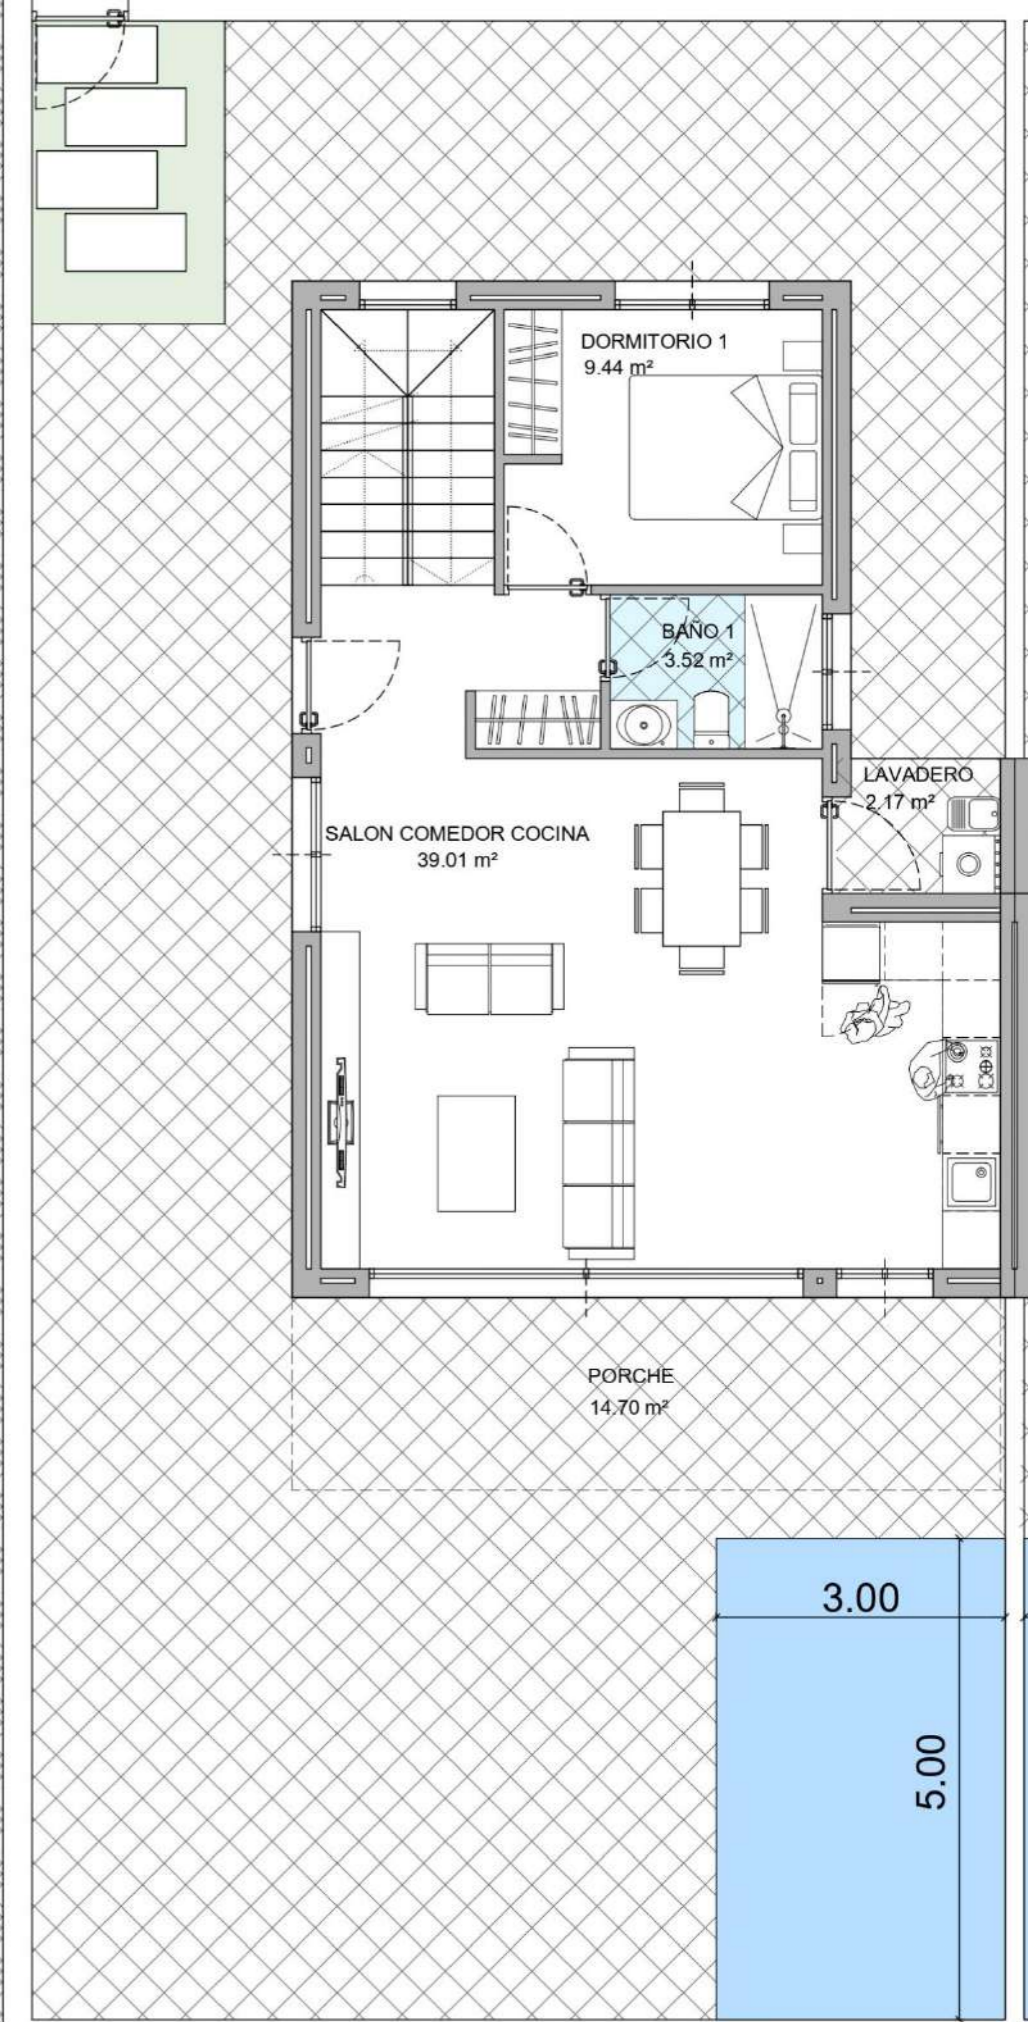 DORMITORIO 1
9.44 m²
BAÑO 1
3.52 m²
LAVADERO
2.17 m²
SALON COMEDOR COCINA
39.01 m²
PORCHE
14.70 m²
3.00
5.00